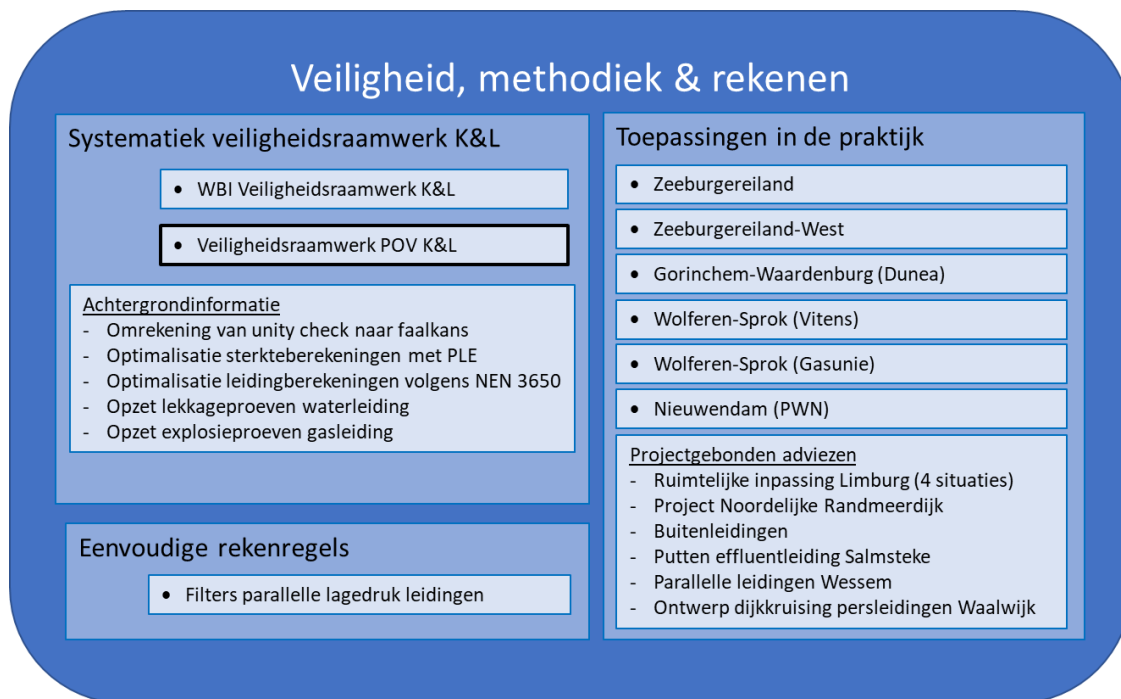 Veiligheid, methodiek & rekenen
Systematiek veiligheidsraamwerk K&L
• WBI Veiligheidsraamwerk K&L
• Veiligheidsraamwerk POV K&L
Achtergrondinformatie
- Omrekening van unity check naar faalkans
- Optimalisatie sterkteberekeningen met PLE
- Optimalisatie leidingberekeningen volgens NEN 3650
- Opzet lekkageproeven waterleiding
- Opzet explosieproeven gasleiding
Eenvoudige rekenregels
• Filters parallelle lagedruk leidingen
Toepassingen in de praktijk
• Zeeburgereiland
• Zeeburgereiland-West
• Gorinchem-Waardenburg (Dunea)
• Wolferen-Sprok (Vitens)
• Wolferen-Sprok (Gasunie)
• Nieuwendam (PWN)
Projectgebonden adviezen
- Ruimtelijke inpassing Limburg (4 situaties)
- Project Noordelijke Randmeerdijk
- Buitenleidingen
- Putten effluentleiding Salmsteke
- Parallelle leidingen Wessem
- Ontwerp dijkkruising persleidingen Waalwijk